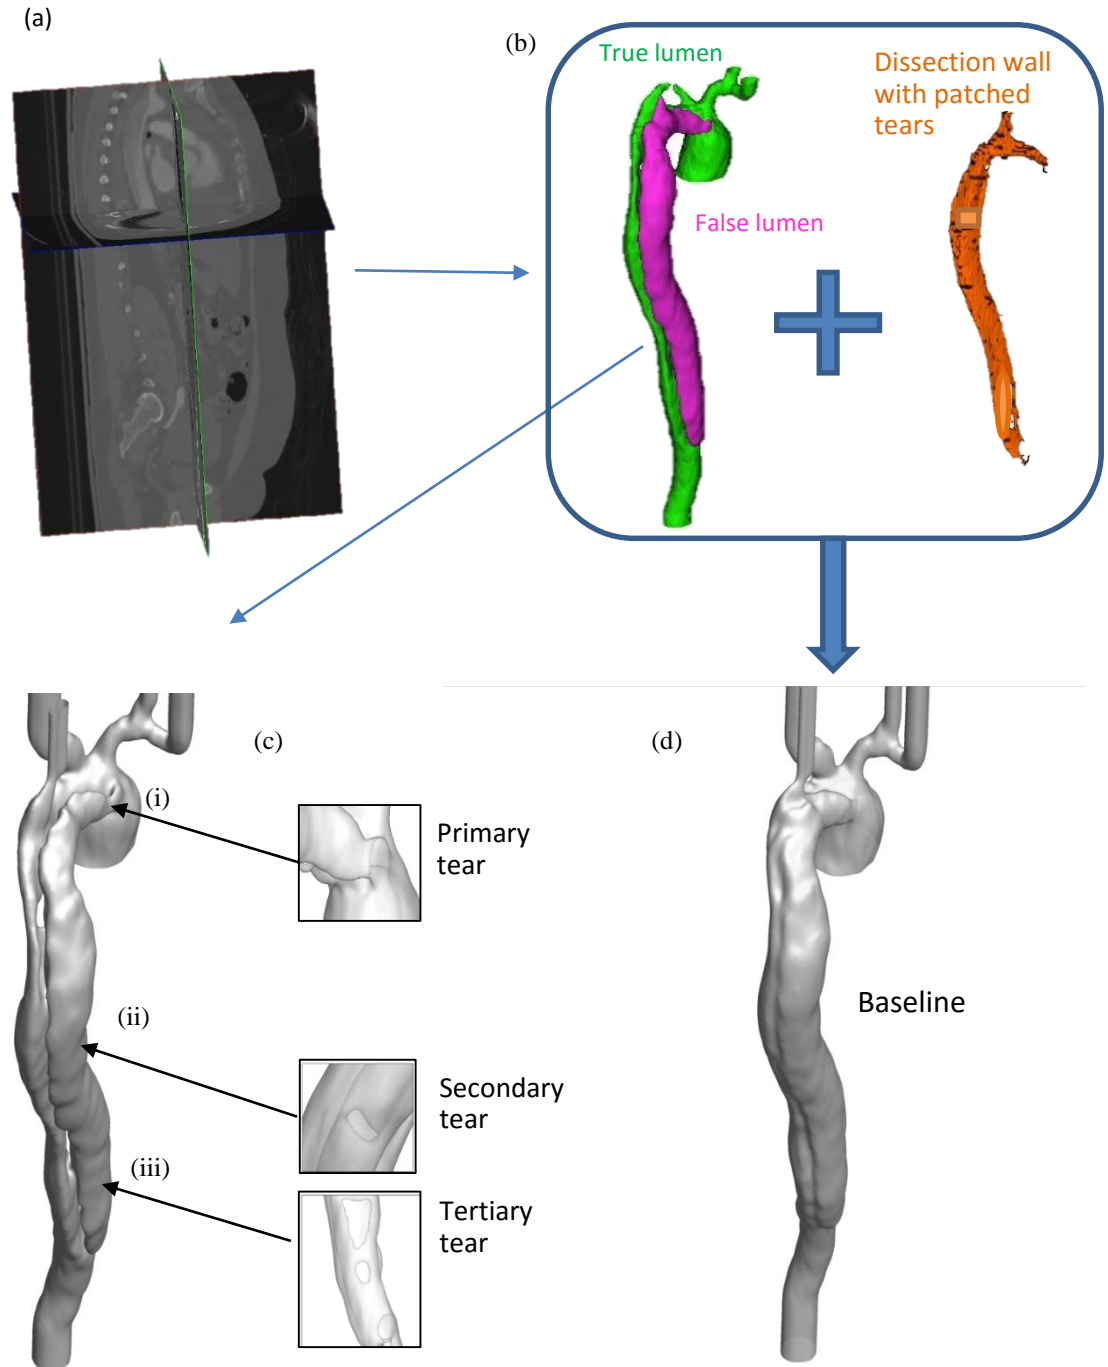 (a)
(b)
True lumen
Dissection wall
with patched
tears
False lumen
(c)
(d)
(i)
Primary
tear
(ii)
Baseline
Secondary
tear
(iii)
Tertiary
tear